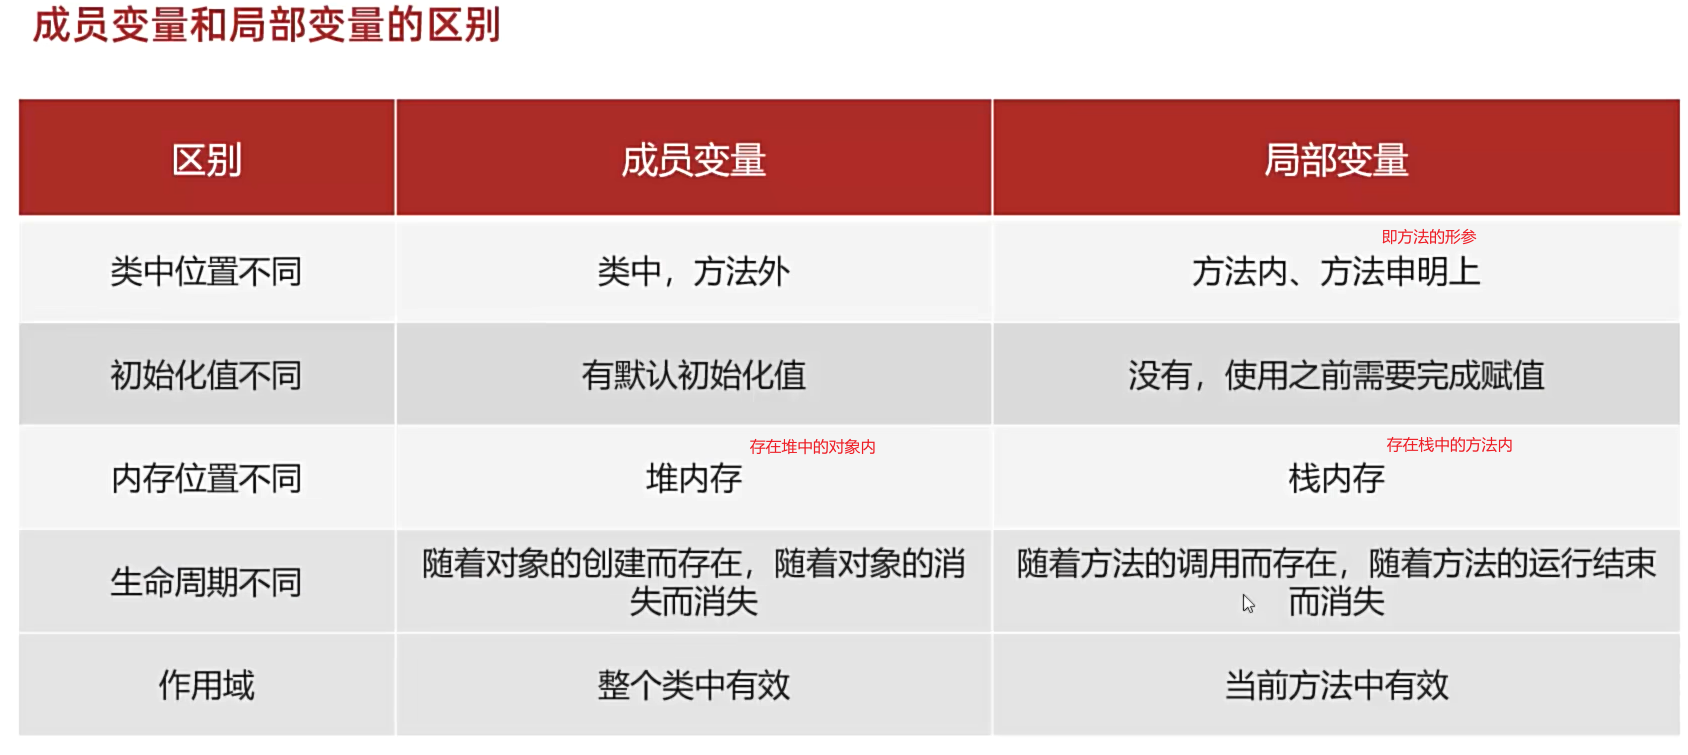 成员变量和局部变量的区别
区别
成员变量
局部变量
类中位置不同
类中，方法外
即方法的形参
方法内、方法申明上
初始化值不同
有默认初始化值
没有，使用之前需要完成赋值
内存位置不同
存在堆中的对象内
堆内存
存在栈中的方法内
栈内存
生命周期不同
随着对象的创建而存在，随着对象的消
失而消失
随着方法的调用而存在，随着方法的运行结束
而消失
作用域
整个类中有效
当前方法中有效